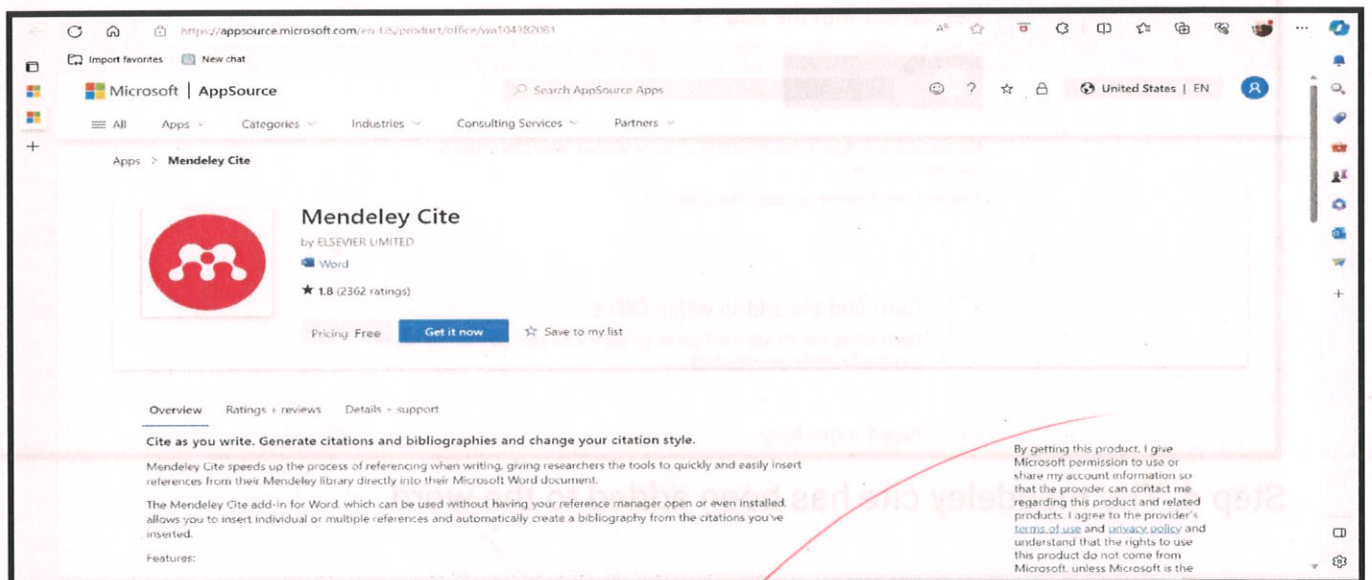 https://appsource.microsoft.com/en-US/product/office/wa104382081
Import favorites New chat
Microsoft | AppSource Search AppSource Apps United States | EN
All Apps Categories Industries Consulting Services Partners
Apps > Mendeley Cite
Mendeley Cite
by ELSEVIER LIMITED
Word
★ 1.8 (2362 ratings)
Pricing Free Get it now Save to my list
Overview Ratings + reviews Details + support
Cite as you write. Generate citations and bibliographies and change your citation style.
Mendeley Cite speeds up the process of referencing when writing, giving researchers the tools to quickly and easily insert
references from their Mendeley library directly into their Microsoft Word document.
The Mendeley Cite add-in for Word, which can be used without having your reference manager open or even installed,
allows you to insert individual or multiple references and automatically create a bibliography from the citations you've
inserted.
Features:
By getting this product, I give
Microsoft permission to use or
share my account information so
that the provider can contact me
regarding this product and related
products. I agree to the provider's
terms of use and privacy policy and
understand that the rights to use
this product do not come from
Microsoft, unless Microsoft is the